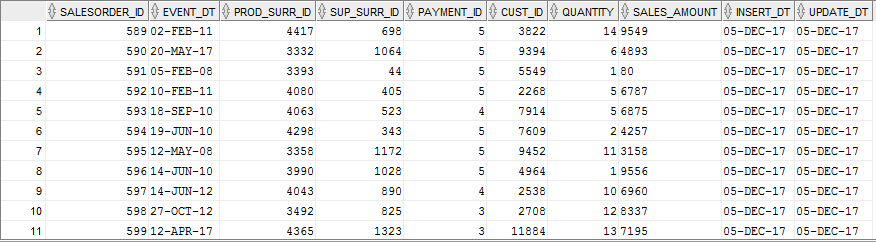 SALESORDER_ID EVENT_DT PROD_SURR_ID SUP_SURR_ID PAYMENT_ID CUST_ID QUANTITY SALES_AMOUNT INSERT_DT UPDATE_DT
1 589 02-FEB-11 4417 698 5 3822 14 9549 05-DEC-17 05-DEC-17
2 590 20-MAY-17 3332 1064 5 9394 6 4893 05-DEC-17 05-DEC-17
3 591 05-FEB-08 3393 44 5 5549 1 80 05-DEC-17 05-DEC-17
4 592 10-FEB-11 4080 405 5 2268 5 6787 05-DEC-17 05-DEC-17
5 593 18-SEP-10 4063 523 4 7914 5 6875 05-DEC-17 05-DEC-17
6 594 19-JUN-10 4298 343 5 7609 2 4257 05-DEC-17 05-DEC-17
7 595 12-MAY-08 3358 1172 5 9452 11 3158 05-DEC-17 05-DEC-17
8 596 14-JUN-10 3990 1028 5 4964 1 9556 05-DEC-17 05-DEC-17
9 597 14-JUN-12 4043 890 4 2538 10 6960 05-DEC-17 05-DEC-17
10 598 27-OCT-12 3492 825 3 2708 12 8337 05-DEC-17 05-DEC-17
11 599 12-APR-17 4365 1323 3 11884 13 7195 05-DEC-17 05-DEC-17